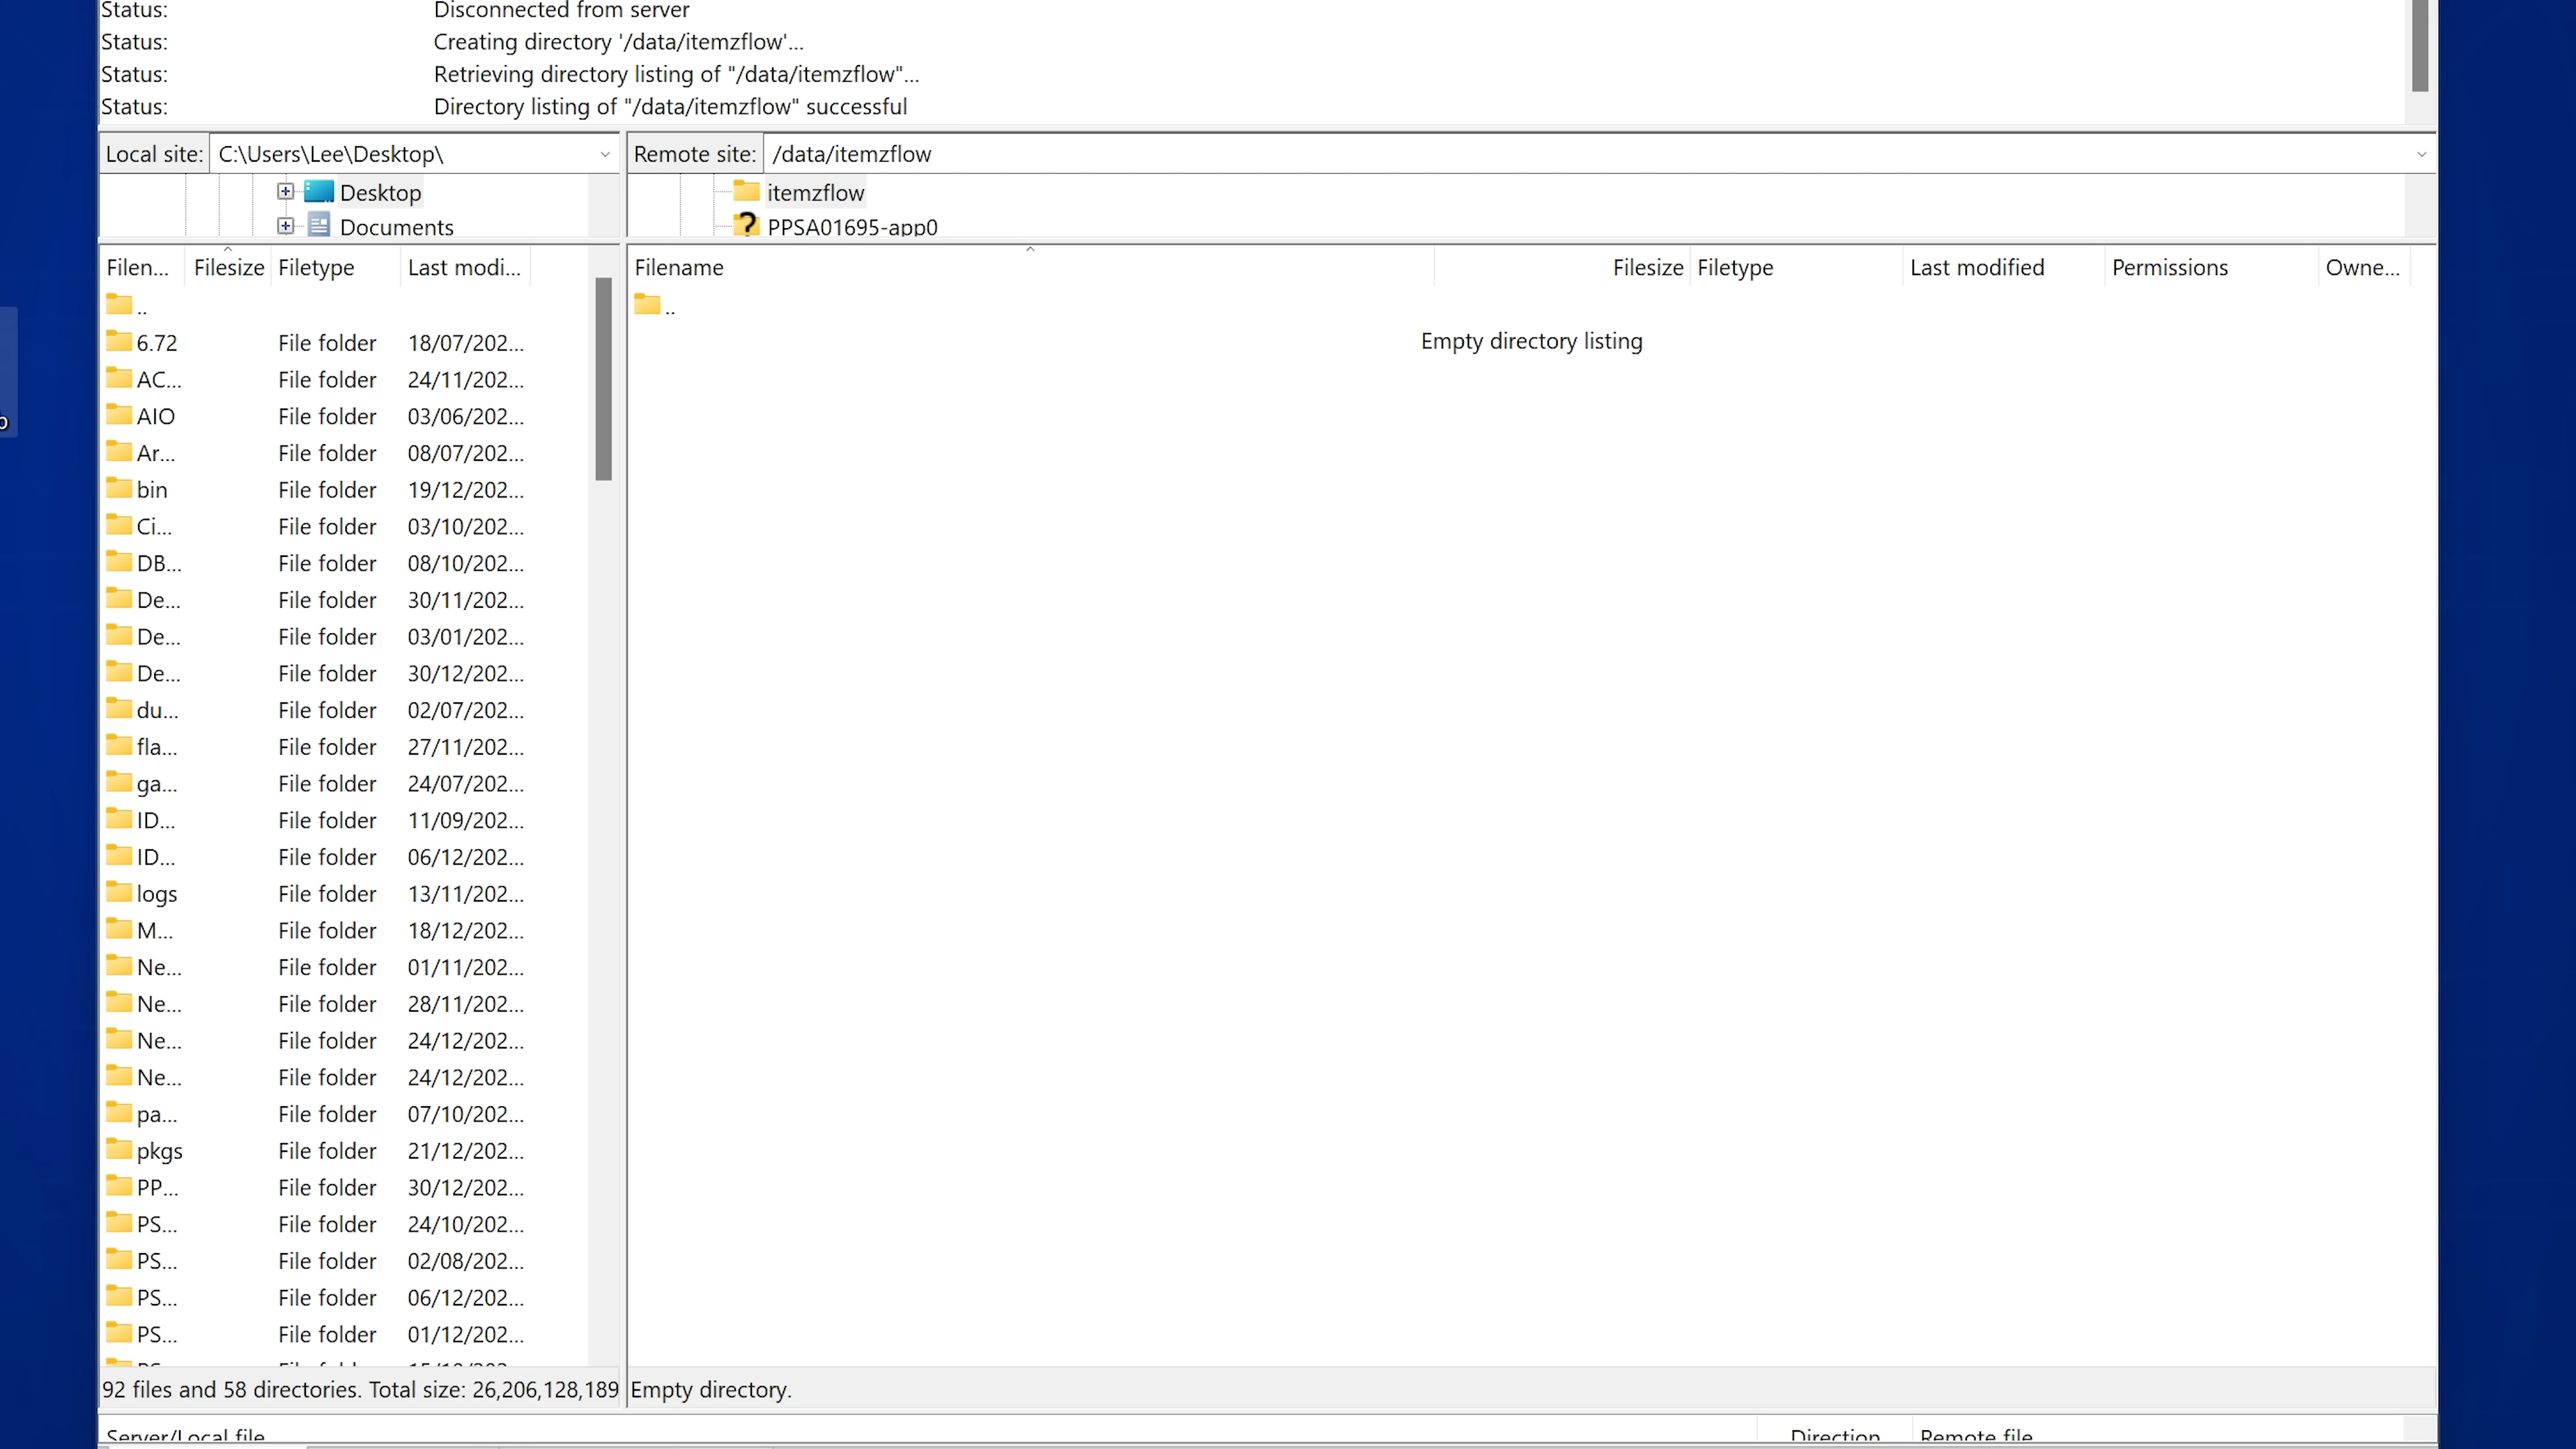 Status: Disconnected from server
Status: Creating directory '/data/itemzflow'...
Status: Retrieving directory listing of "/data/itemzflow"...
Status: Directory listing of "/data/itemzflow" successful
Local site: C:\Users\Lee\Desktop\
Desktop
Documents
Remote site: /data/itemzflow
itemzflow
PPSA01695-app0
Filen... Filesize Filetype Last modi...
..
6.72 File folder 18/07/202...
AC... File folder 24/11/202...
AIO File folder 03/06/202...
Ar... File folder 08/07/202...
bin File folder 19/12/202...
Ci... File folder 03/10/202...
DB... File folder 08/10/202...
De... File folder 30/11/202...
De... File folder 03/01/202...
De... File folder 30/12/202...
du... File folder 02/07/202...
fla... File folder 27/11/202...
ga... File folder 24/07/202...
ID... File folder 11/09/202...
ID... File folder 06/12/202...
logs File folder 13/11/202...
M... File folder 18/12/202...
Ne... File folder 01/11/202...
Ne... File folder 28/11/202...
Ne... File folder 24/12/202...
Ne... File folder 24/12/202...
pa... File folder 07/10/202...
pkgs File folder 21/12/202...
PP... File folder 30/12/202...
PS... File folder 24/10/202...
PS... File folder 02/08/202...
PS... File folder 06/12/202...
PS... File folder 01/12/202...
92 files and 58 directories. Total size: 26,206,128,189
Filename Filesize Filetype Last modified Permissions Owne...
..
Empty directory listing
Empty directory.
Server/Local file Direction Remote file